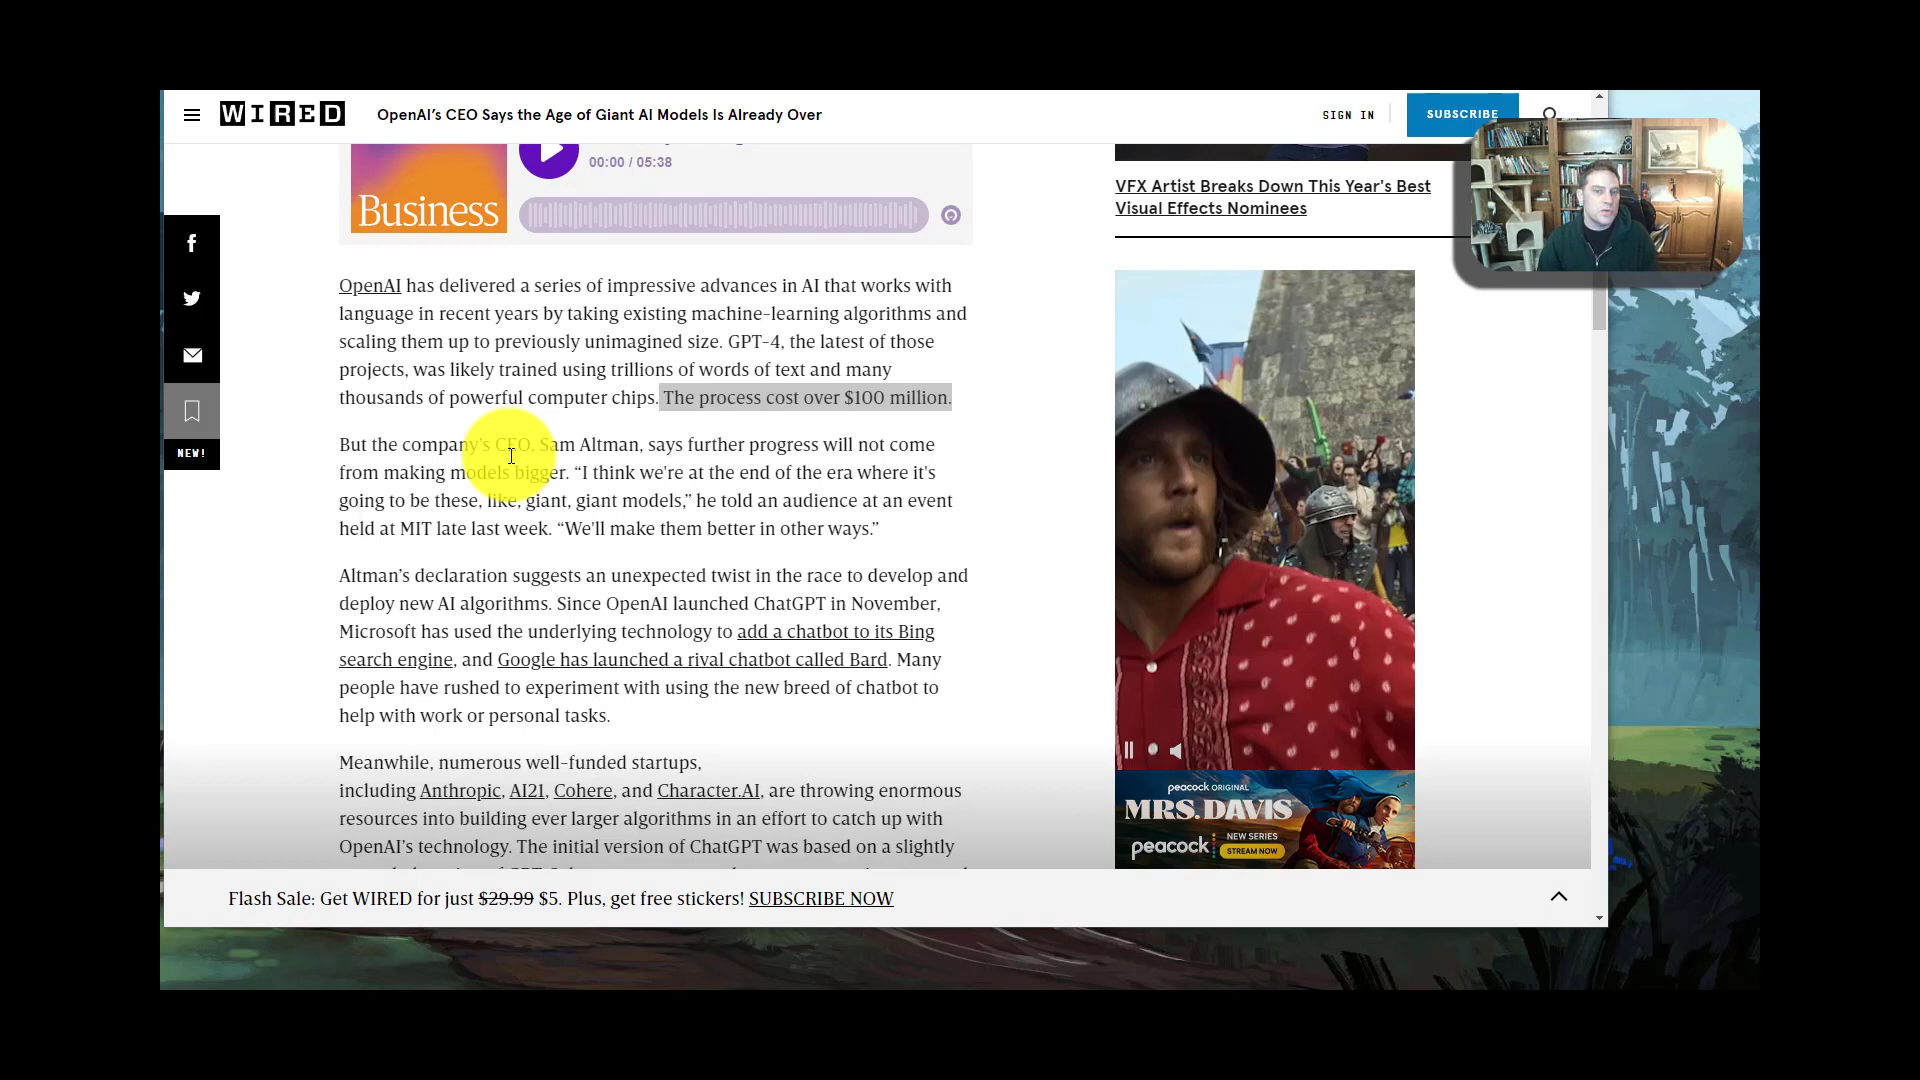 WIRED
OpenAI's CEO Says the Age of Giant AI Models Is Already Over
SIGN IN
SUBSCRIBE
Business
00:00 / 05:38
VFX Artist Breaks Down This Year's Best
Visual Effects Nominees
NEW!
OpenAI has delivered a series of impressive advances in AI that works with
language in recent years by taking existing machine-learning algorithms and
scaling them up to previously unimagined size. GPT-4, the latest of those
projects, was likely trained using trillions of words of text and many
thousands of powerful computer chips. The process cost over $100 million.
But the company's CEO, Sam Altman, says further progress will not come
from making models bigger. “I think we're at the end of the era where it's
going to be these, like, giant, giant models,” he told an audience at an event
held at MIT late last week. “We'll make them better in other ways.”
Altman's declaration suggests an unexpected twist in the race to develop and
deploy new AI algorithms. Since OpenAI launched ChatGPT in November,
Microsoft has used the underlying technology to add a chatbot to its Bing
search engine, and Google has launched a rival chatbot called Bard. Many
people have rushed to experiment with using the new breed of chatbot to
help with work or personal tasks.
Meanwhile, numerous well-funded startups,
including Anthropic, AI21, Cohere, and Character.AI, are throwing enormous
resources into building ever larger algorithms in an effort to catch up with
OpenAI's technology. The initial version of ChatGPT was based on a slightly
peacock ORIGINAL
MRS. DAVIS
peacock
NEW SERIES
STREAM NOW
Flash Sale: Get WIRED for just $29.99 $5. Plus, get free stickers! SUBSCRIBE NOW